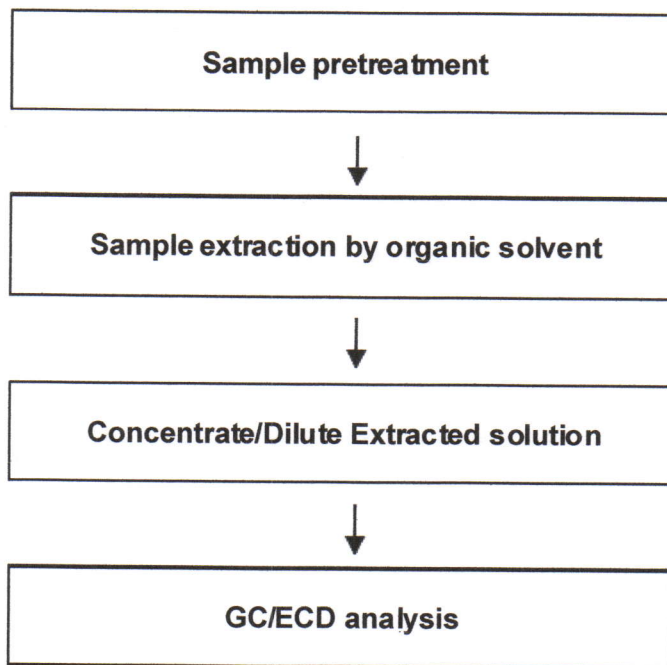 Sample pretreatment
Sample extraction by organic solvent
Concentrate/Dilute Extracted solution
GC/ECD analysis